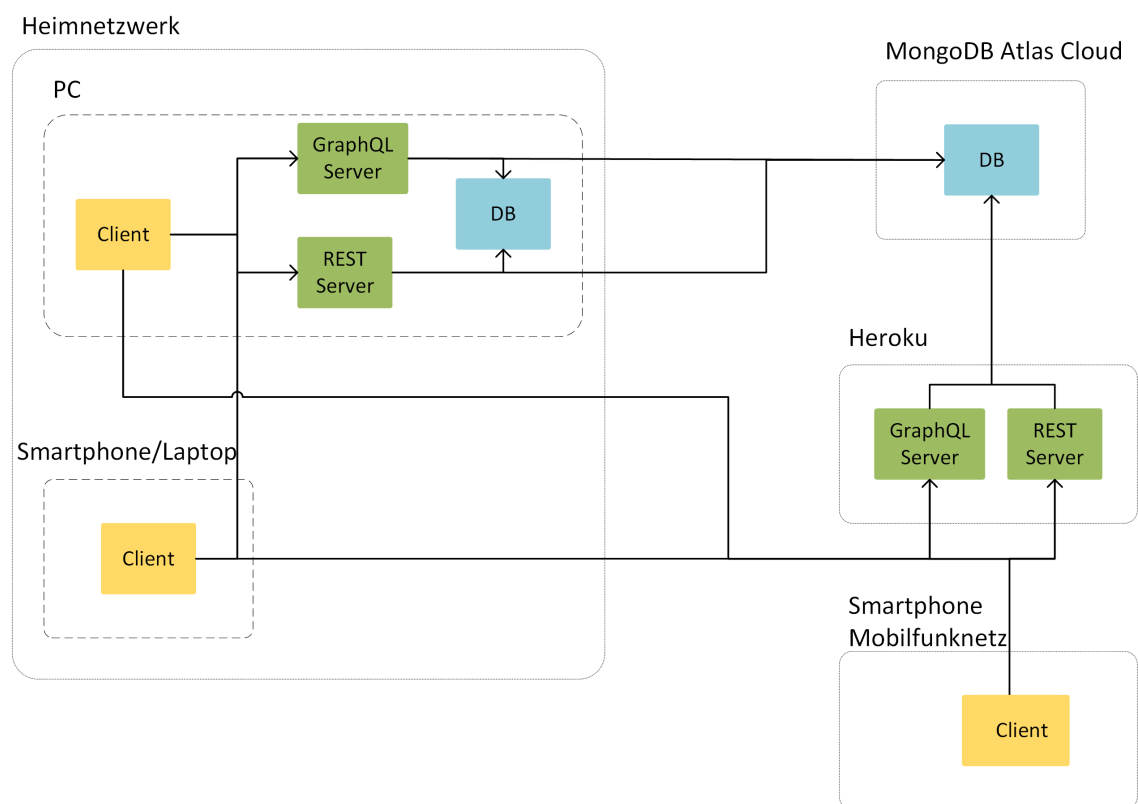 Heimnetzwerk
MongoDB Atlas Cloud
PC
GraphQL
Server
DB
DB
Client
REST
Server
Heroku
GraphQL
Server
REST
Server
Smartphone/Laptop
Client
Smartphone
Mobilfunknetz
Client